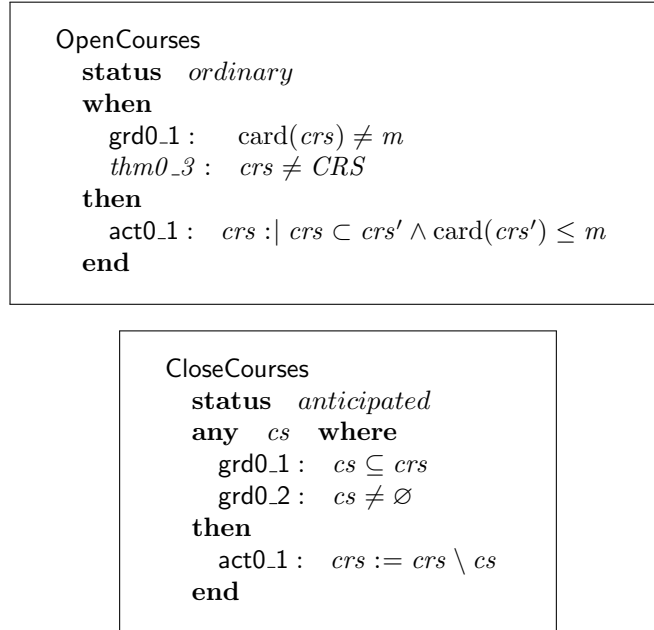 OpenCourses
status ordinary
when
grd0_1 : card(crs) ≠ m
thm0_3 : crs ≠ CRS
then
act0_1 : crs :| crs ⊂ crs′ ∧ card(crs′) ≤ m
end
CloseCourses
status anticipated
any cs where
grd0_1 : cs ⊆ crs
grd0_2 : cs ≠ ∅
then
act0_1 : crs := crs \ cs
end